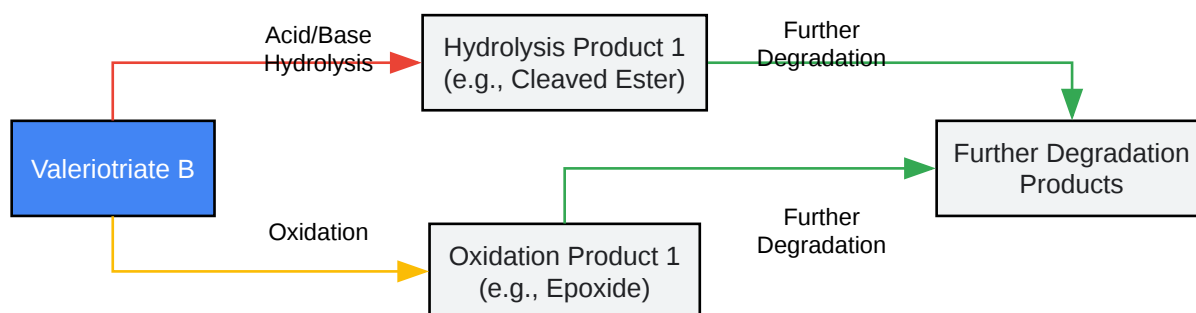 Acid/Base
Hydrolysis
Hydrolysis Product 1
(e.g., Cleaved Ester)
Further
Degradation
Valeriotriate B
Further Degradation
Products
Oxidation
Oxidation Product 1
(e.g., Epoxide)
Further
Degradation